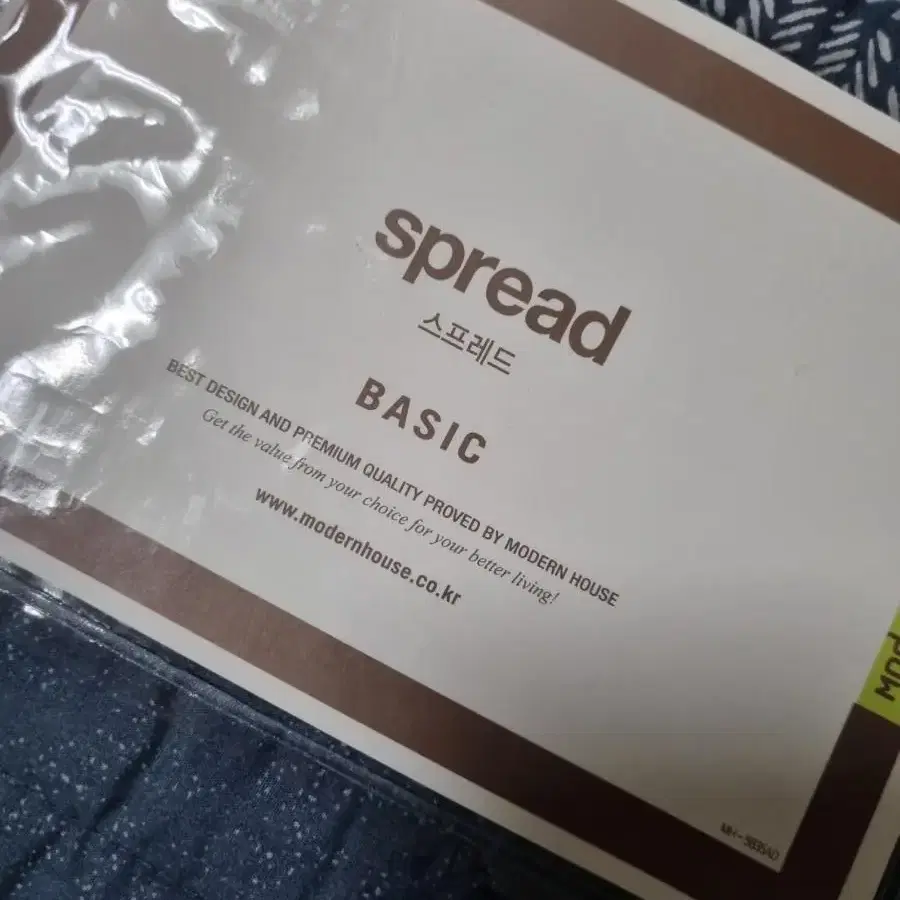 spread
스프레드
BASIC
BEST DESIGN AND PREMIUM QUALITY PROVED BY MODERN HOUSE
Get the value from your choice for your better living!
www.modernhouse.co.kr